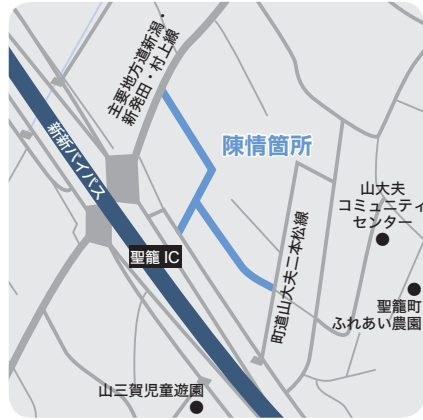 主要地方道新潟・
新発田・村上線
新新バイパス
陳情箇所
山大夫
コミュニティ
センター
聖籠 IC
町道山大夫二本松線
聖籠町
ふれあい農園
山三賀児童遊園